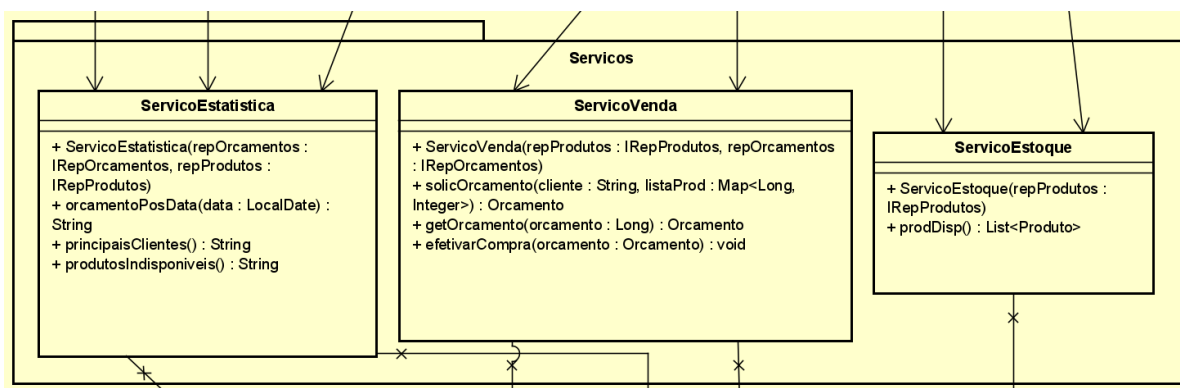 Servicos
ServicoEstatistica
+ ServicoEstatistica(repOrcamentos :
IRepOrcamentos, repProdutos :
IRepProdutos)
+ orcamentoPosData(data : LocalDate) :
String
+ principaisClientes() : String
+ produtosIndisponiveis() : String
ServicoVenda
+ ServicoVenda(repProdutos : IRepProdutos, repOrcamentos
: IRepOrcamentos)
+ solicOrcamento(cliente : String, listaProd : Map<Long,
Integer>) : Orcamento
+ getOrcamento(orcamento : Long) : Orcamento
+ efetivarCompra(orcamento : Orcamento) : void
ServicoEstoque
+ ServicoEstoque(repProdutos :
IRepProdutos)
+ prodDisp() : List<Produto>